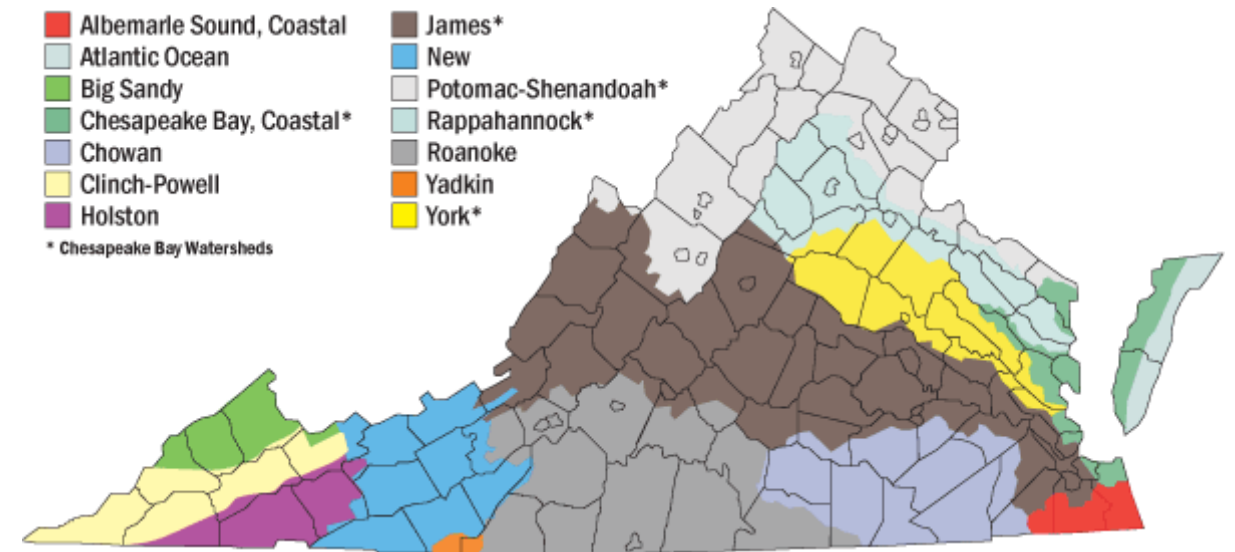 Albemarle Sound, Coastal
Atlantic Ocean
Big Sandy
Chesapeake Bay, Coastal*
Chowan
Clinch-Powell
Holston
* Chesapeake Bay Watersheds
James*
New
Potomac-Shenandoah*
Rappahannock*
Roanoke
Yadkin
York*